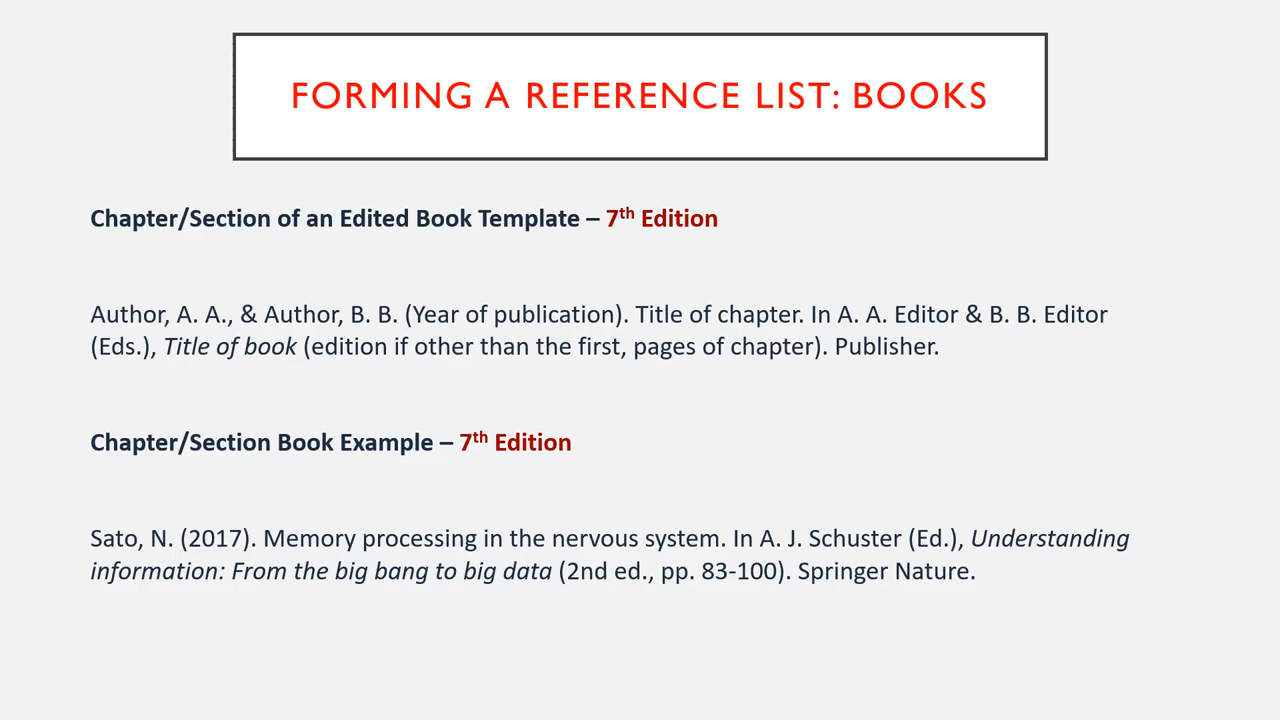 FORMING A REFERENCE LIST: BOOKS
Chapter/Section of an Edited Book Template – 7th Edition
Author, A. A., & Author, B. B. (Year of publication). Title of chapter. In A. A. Editor & B. B. Editor
(Eds.), Title of book (edition if other than the first, pages of chapter). Publisher.
Chapter/Section Book Example – 7th Edition
Sato, N. (2017). Memory processing in the nervous system. In A. J. Schuster (Ed.), Understanding
information: From the big bang to big data (2nd ed., pp. 83-100). Springer Nature.